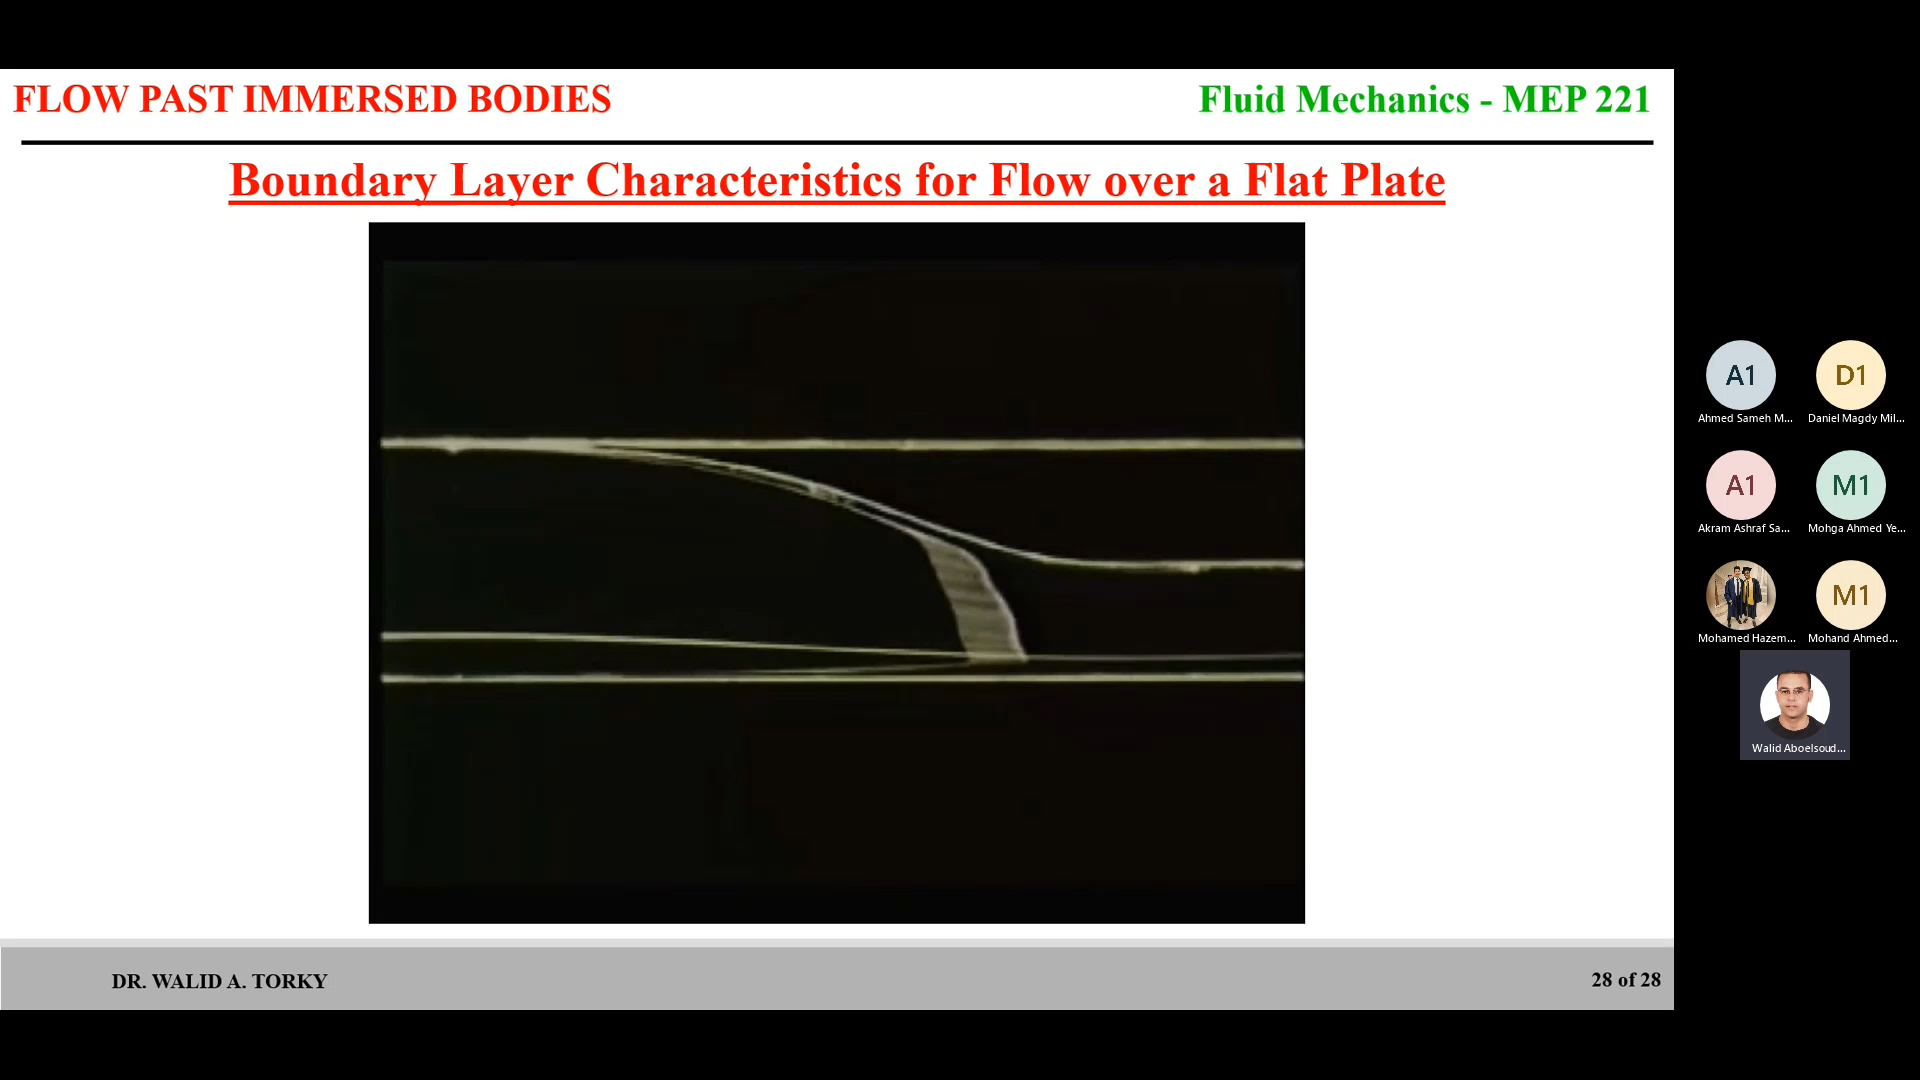 FLOW PAST IMMERSED BODIES
Fluid Mechanics - MEP 221
Boundary Layer Characteristics for Flow over a Flat Plate
A1
D1
Ahmed Sameh M...
Daniel Magdy Mil...
A1
M1
Akram Ashraf Sa...
Mohga Ahmed Ye...
M1
Mohamed Hazem...
Mohand Ahmed...
Walid Aboelsoud...
DR. WALID A. TORKY
28 of 28